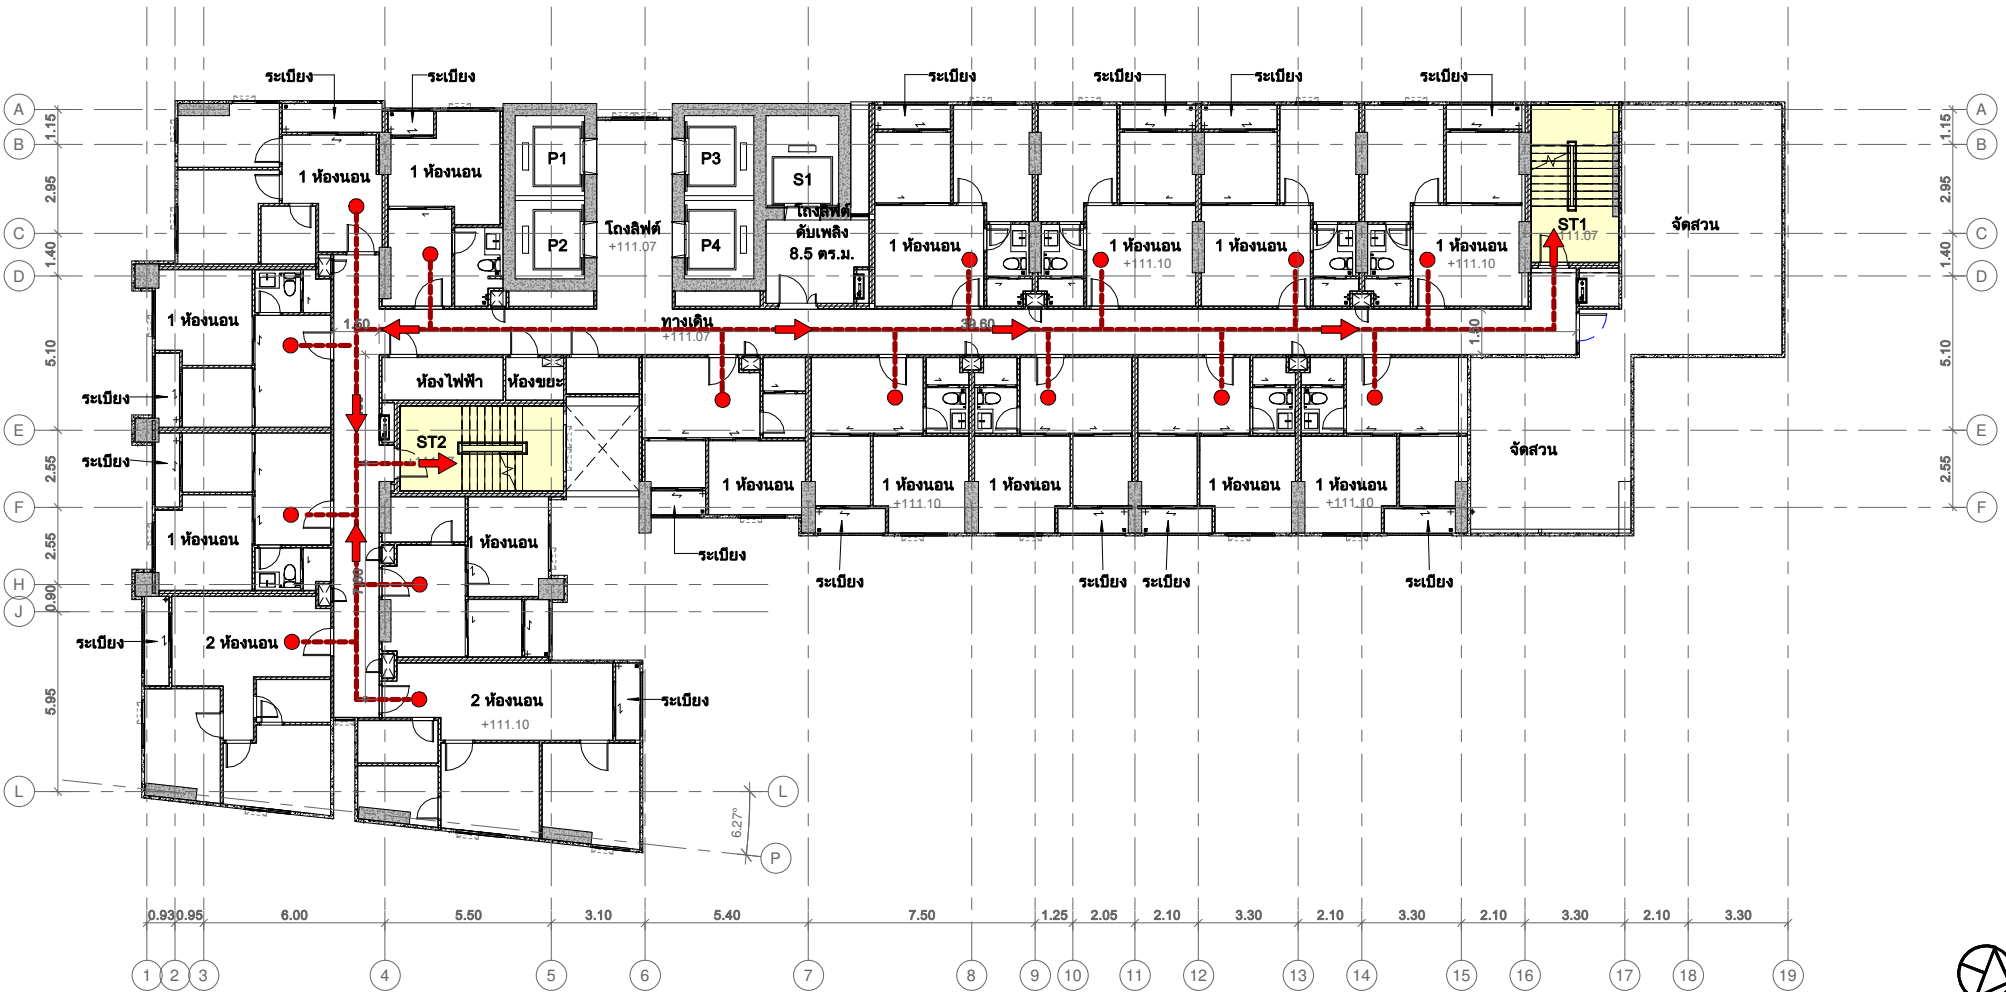 ระเบียง
ระเบียง
ระเบียง
ระเบียง
ระเบียง
ระเบียง
A
A
1.15
1.15
B
B
P1
P3
1 ห้องนอน
1 ห้องนอน
S1
2.95
2.95
โถงลิฟต์
ดับเพลิง
8.5 ตร.ม.
C
C
โถงลิฟต์
+111.07
P2
P4
1 ห้องนอน
1 ห้องนอน
+111.10
1 ห้องนอน
1 ห้องนอน
+111.10
ST1
จัดสวน
1.40
1.40
D
D
1 ห้องนอน
1.50
ทางเดิน
+111.07
39.60
1.50
5.10
5.10
ห้องไฟฟ้า
ห้องขยะ
ระเบียง
E
E
ST2
ระเบียง
จัดสวน
2.55
2.55
1 ห้องนอน
1 ห้องนอน
+111.10
1 ห้องนอน
1 ห้องนอน
1 ห้องนอน
+111.10
F
F
1 ห้องนอน
1 ห้องนอน
2.55
ระเบียง
ระเบียง
ระเบียง
ระเบียง
ระเบียง
H
0.90
J
ระเบียง
2 ห้องนอน
5.95
2 ห้องนอน
+111.10
ระเบียง
L
L
6.27°
P
0.93
0.95
6.00
5.50
3.10
5.40
7.50
1.25
2.05
2.10
3.30
2.10
3.30
2.10
3.30
2.10
3.30
1
2
3
4
5
6
7
8
9
10
11
12
13
14
15
16
17
18
19